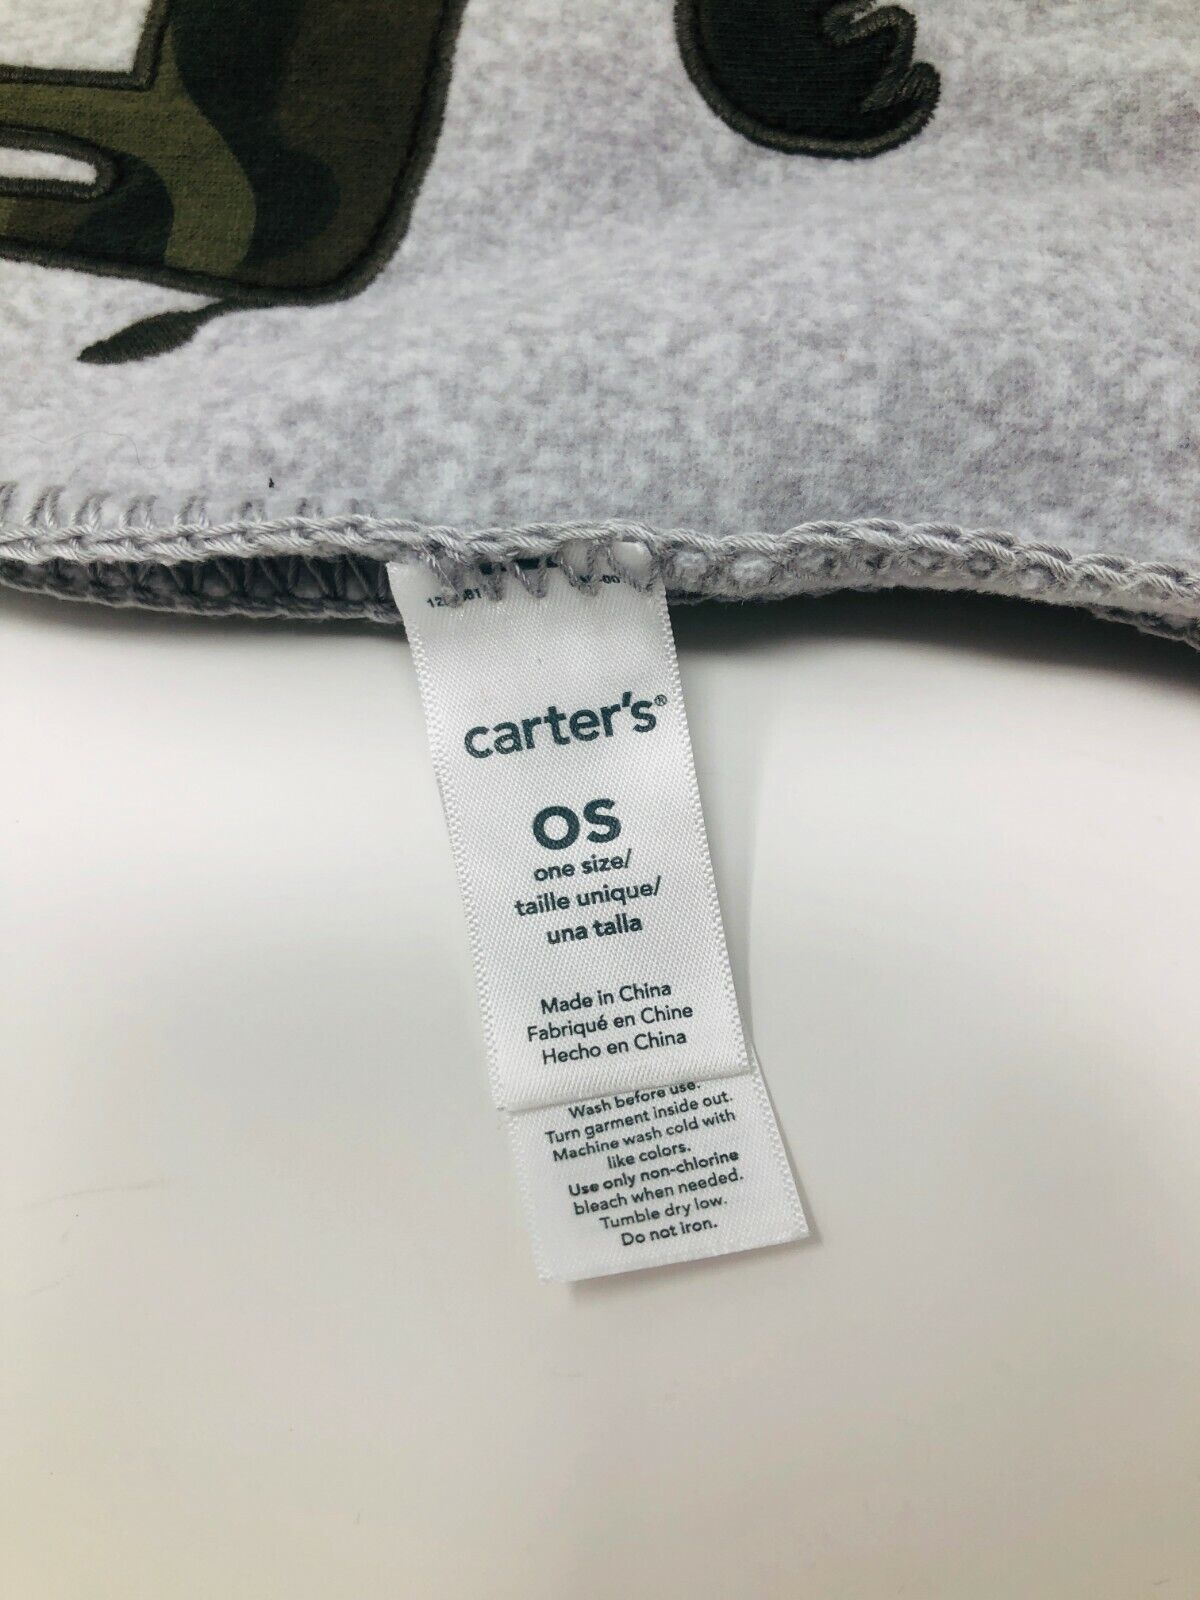 carter's®
OS
one size/
taille unique/
una talla
Made in China
Fabriqué en Chine
Hecho en China
Wash before use.
Turn garment inside out.
Machine wash cold with
like colors.
Use only non-chlorine
bleach when needed.
Tumble dry low.
Do not iron.